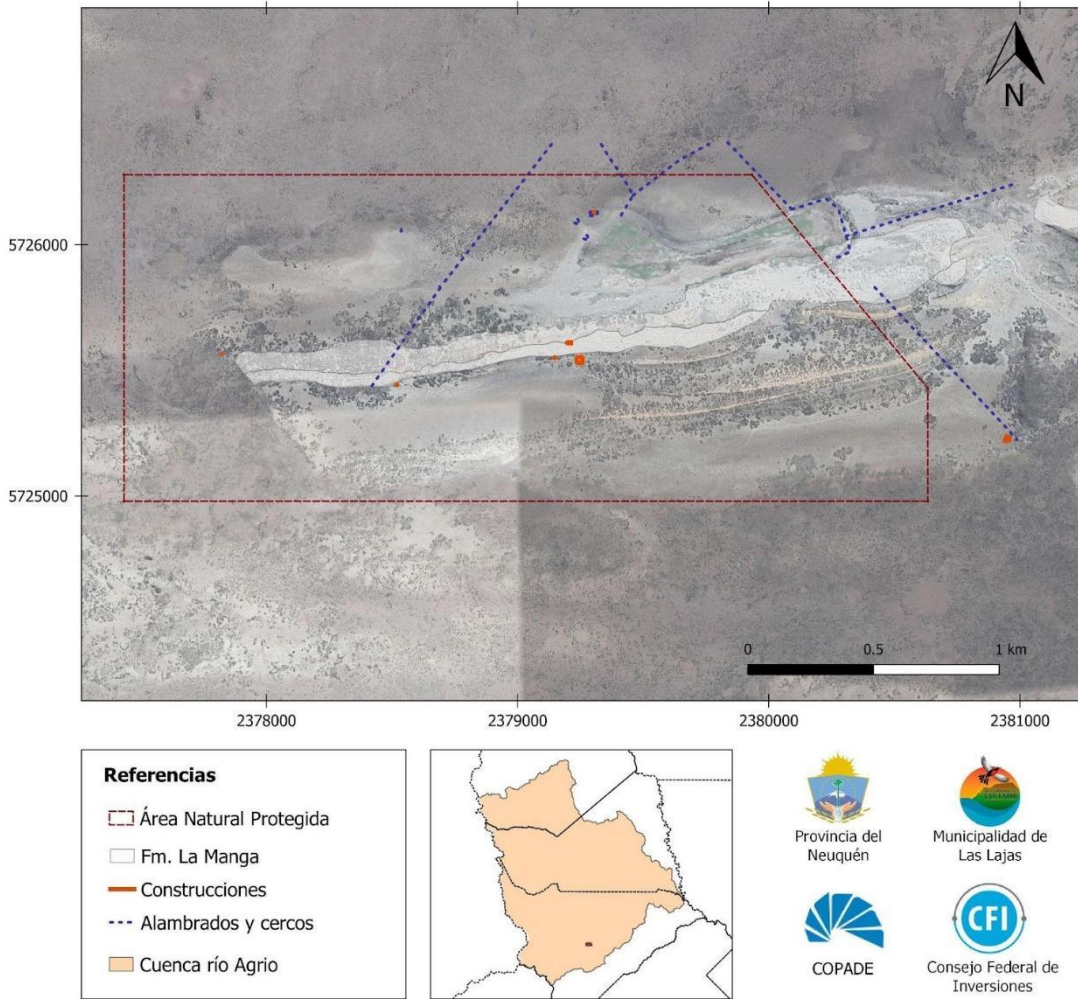 N
5726000
5725000
0 0.5 1 km
2378000 2379000 2380000 2381000
Referencias
Área Natural Protegida
Fm. La Manga
Construcciones
Alambrados y cercos
Cuenca río Agrio
Provincia del
Neuquén
Municipalidad de
Las Lajas
COPADE
CFI
Consejo Federal de
Inversiones